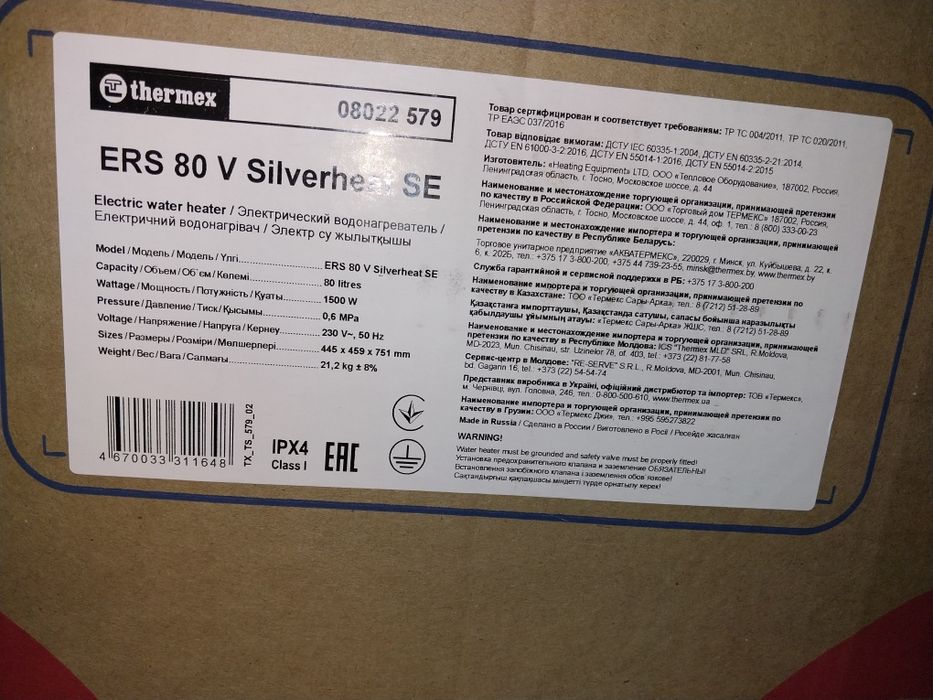 thermex
08022 579
ERS 80 V Silverheat SE
Electric water heater / Электрический водонагреватель /
Електричний водонагрівач / Электр су жылытқышы
Model / Модель / Модель / Үлгі..................... ERS 80 V Silverheat SE
Capacity / Объем / Об´єм / Көлемі..................... 80 litres
Wattage / Мощность / Потужність / Қуаты............... 1500 W
Pressure / Давление / Тиск / Қысымы................. 0,6 MPa
Voltage / Напряжение / Напруга / Кернеу............. 230 V~, 50 Hz
Sizes / Размеры / Розміри / Мөлшерлері............... 445 x 459 x 751 mm
Weight / Вес / Вага / Салмағы........................ 21,2 kg ± 8%
4 670033 311648
TX_TS_579_02
IPX4
Class I
EAC
Товар сертифицирован и соответствует требованиям: ТР ТС 004/2011, ТР ТС 020/2011,
ТР ЕАЭС 037/2016
Товар відповідає вимогам: ДСТУ IEC 60335-1:2004, ДСТУ EN 60335-2-21:2014,
ДСТУ EN 61000-3-2:2016, ДСТУ EN 55014-1:2016, ДСТУ EN 55014-2:2015
Изготовитель: «Heating Equipment» LTD, ООО «Тепловое Оборудование», 187002, Россия,
Ленинградская область, г. Тосно, Московское шоссе, д. 44
Наименование и местонахождение торгующей организации, принимающей претензии
по качеству в Российской Федерации: ООО «Торговый дом ТЕРМЕКС» 187002, Россия,
Ленинградская область, г. Тосно, Московское шоссе, д. 44, оф. 1, тел.: 8 (800) 333-00-23
Наименование и местонахождение импортера и торгующей организации, принимающей
претензии по качеству в Республике Беларусь:
Торговое унитарное предприятие «АКВАТЕРМЕКС», 220029, г. Минск, ул. Куйбышева, д. 22, к.
6, к. 202Б, тел.: +375 17 3-800-200, +375 44 739-23-55, minsk@thermex.by, www.thermex.by
Служба гарантийной и сервисной поддержки в РБ: +375 17 3-800-200
Наименование импортера и торгующей организации, принимающей претензии по
качеству в Казахстане: ТОО «Термекс Сары-Арка», тел.: 8 (7212) 51-28-89
Қазақстанға импорттаушы, Қазақстанда сатушы, сапасы бойынша наразылықты
қабылдаушы ұйымның атауы: «Термекс Сары-Арка» ЖШС, тел.: 8 (7212) 51-28-89
Наименование и местонахождение импортера и торгующей организации, принимающей
претензии по качеству в Республике Молдова: ICS "Thermex MLD" SRL, R.Moldova,
MD-2023, Mun. Chisinau, str. Uzinelor 78, of. 403, tel.: +373 (22) 81-77-58
Сервис-центр в Молдове: "RE-SERVE" S.R.L., R.Moldova, MD-2001, Mun. Chisinau,
bd. Gagarin 16, tel.: +373 (22) 54-54-74
Представник виробника в Україні, офіційний дистриб'ютор та імпортер: ТОВ «Термекс»,
м. Чернівці, вул. Головна, 246, тел.: 0-800-500-610, www.thermex.ua
Наименование импортера и торгующей организации, принимающей претензии по
качеству в Грузии: ООО «Термекс Джи», тел.: +995 595273822
Made in Russia / Сделано в России / Виготовлено в Росії / Ресейде жасалған
WARNING!
Water heater must be grounded and safety valve must be properly fitted!
Установка предохранительного клапана и заземление ОБЯЗАТЕЛЬНЫ!
Встановлення запобіжного клапана і заземлення обов´язкове!
Сақтандырғыш қақпақшасы міндетті түрде орнатылу керек!